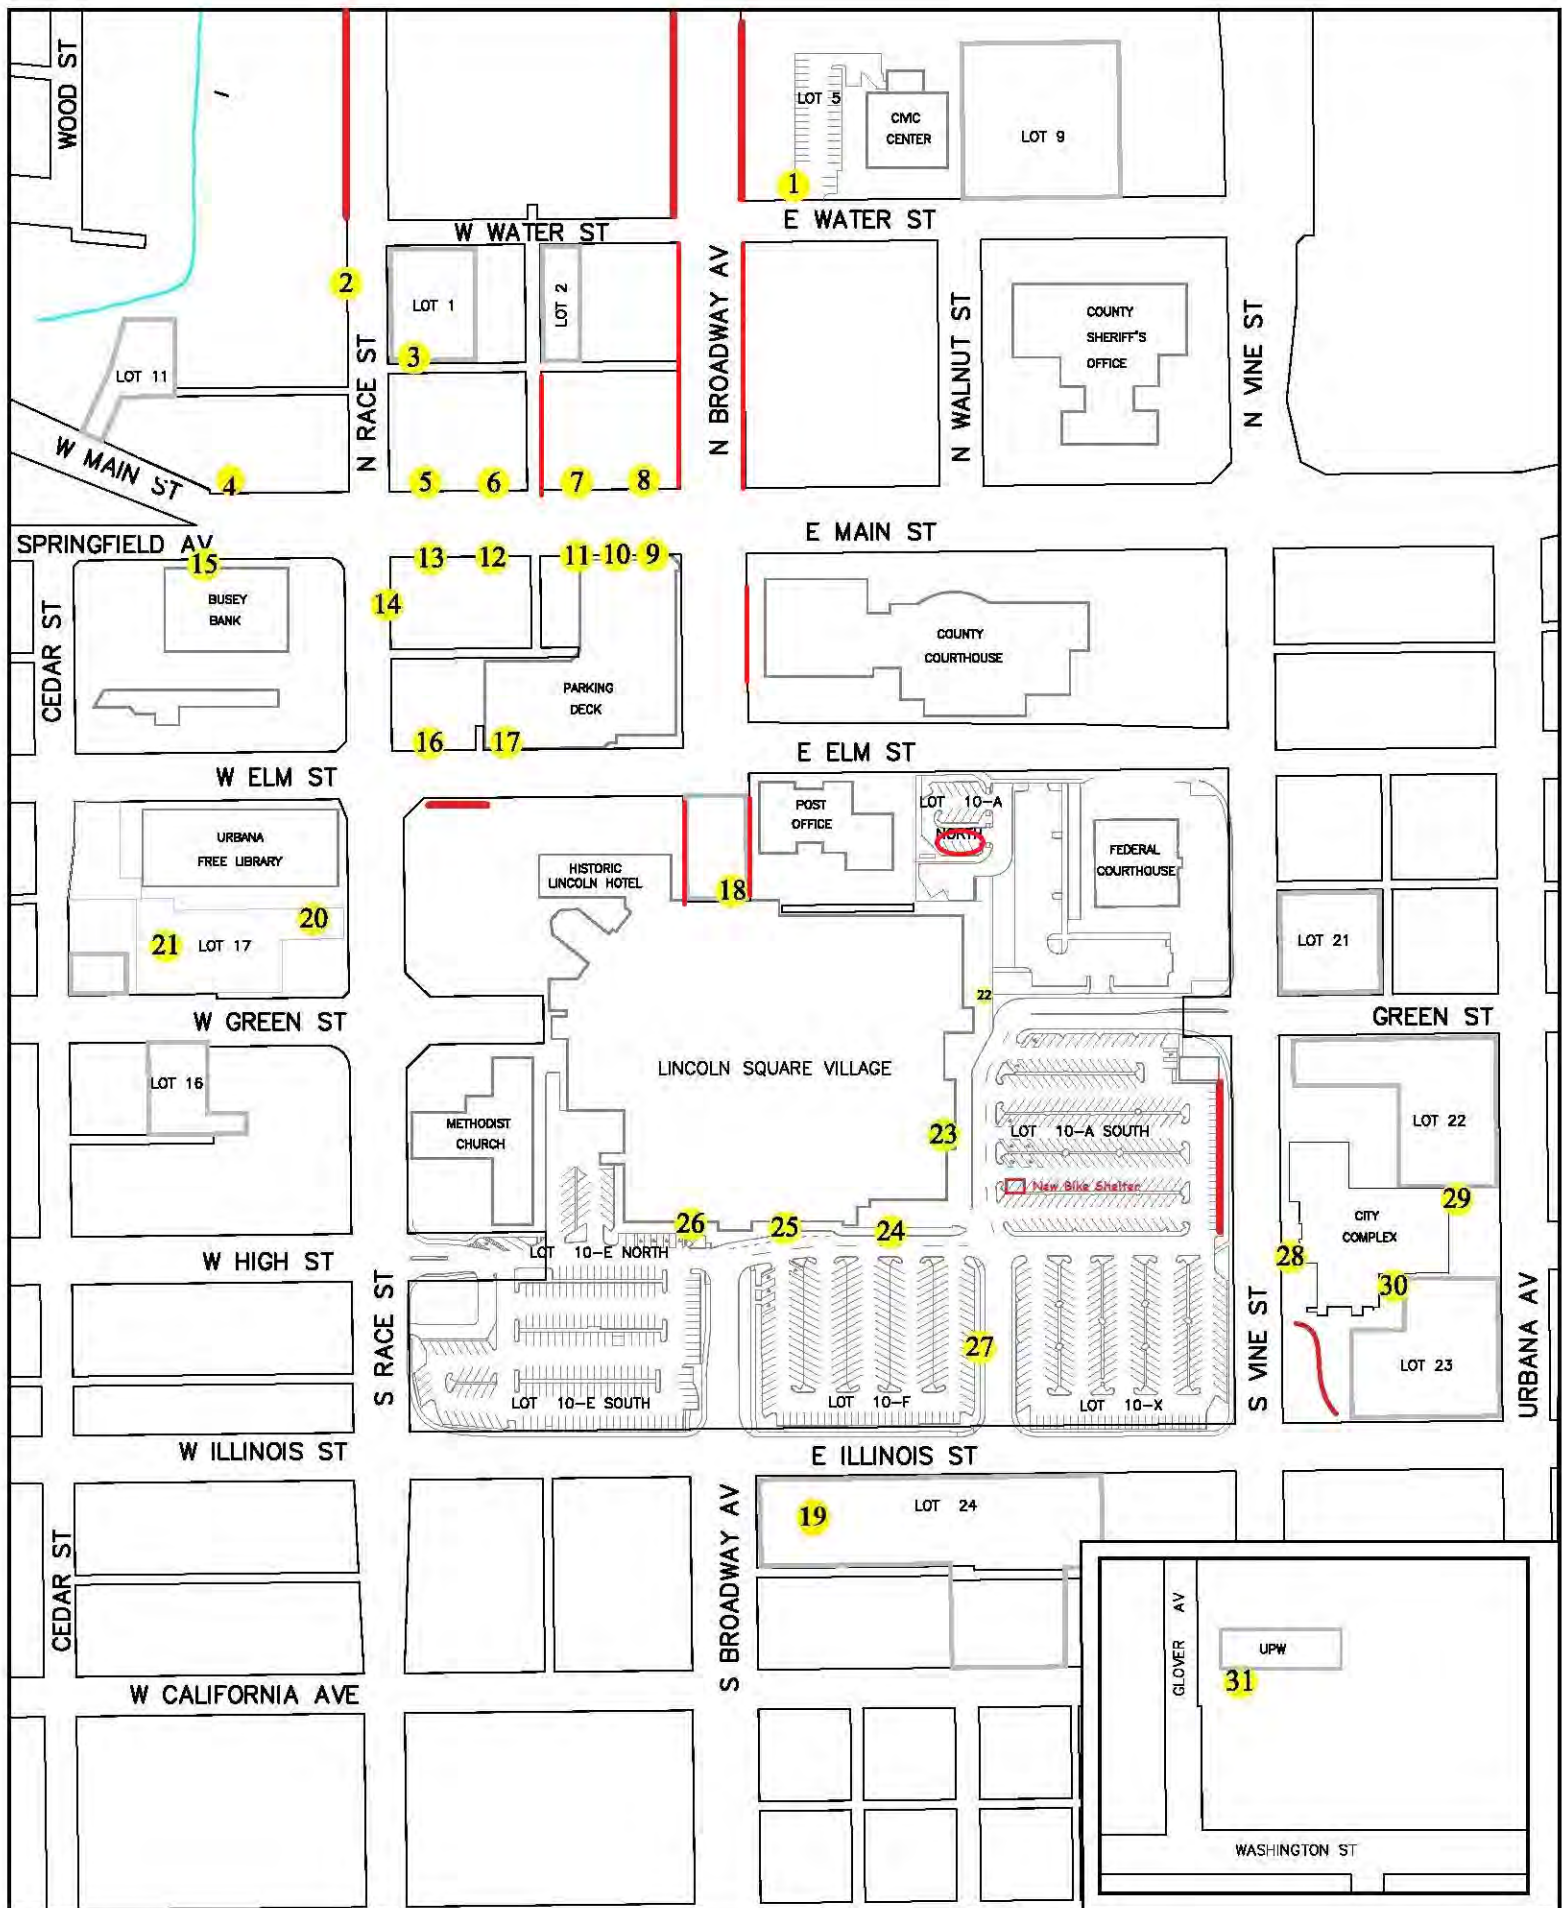 WOOD ST
LOT 5
CIVIC
CENTER
LOT 9
1
E WATER ST
W WATER ST
2
LOT 1
LOT 2
N BROADWAY AV
3
N RACE ST
LOT 11
N WALNUT ST
COUNTY
SHERIFF'S
OFFICE
N VINE ST
W MAIN ST
4
5
6
7
8
SPRINGFIELD AV
E MAIN ST
15
13
12
11
10
9
BUSEY
BANK
14
COUNTY
COURTHOUSE
CEDAR ST
PARKING
DECK
16
17
W ELM ST
E ELM ST
URBANA
FREE LIBRARY
POST
OFFICE
LOT 10-A
NORTH
FEDERAL
COURTHOUSE
HISTORIC
LINCOLN HOTEL
18
20
21
LOT 17
LOT 21
22
W GREEN ST
GREEN ST
LOT 16
LINCOLN SQUARE VILLAGE
METHODIST
CHURCH
23
LOT 10-A SOUTH
LOT 22
New Bike Shelter
29
CITY
COMPLEX
26
25
24
28
LOT 10-E NORTH
W HIGH ST
30
S RACE ST
27
S VINE ST
LOT 23
URBANA AV
LOT 10-E SOUTH
LOT 10-F
LOT 10-X
W ILLINOIS ST
E ILLINOIS ST
19
LOT 24
S BROADWAY AV
CEDAR ST
GLOVER AV
UPW
31
W CALIFORNIA AVE
WASHINGTON ST